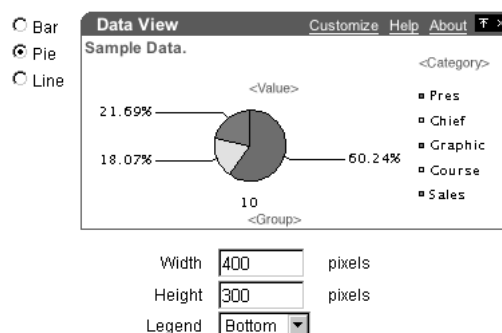 Bar
Pie
Line
Data View Customize Help About
Sample Data.
<Category>
<Value>
Pres
Chief
Graphic
Course
Sales
21.69%
18.07%
60.24%
10
<Group>
Width 400 pixels
Height 300 pixels
Legend Bottom